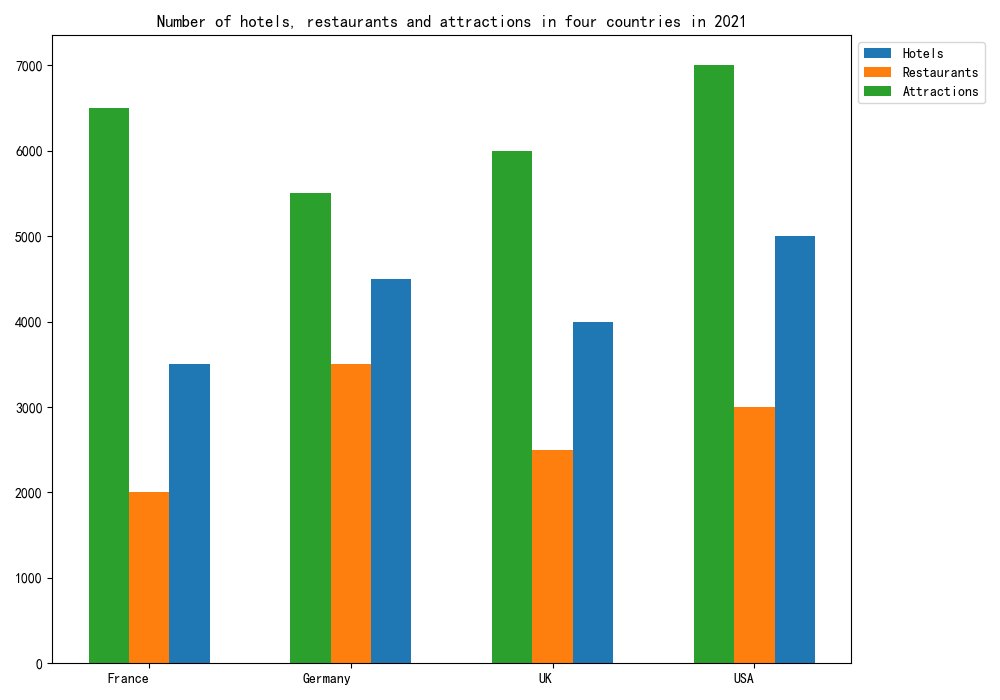 Number of hotels, restaurants and attractions in four countries in 2021
Hotels
Restaurants
Attractions
7000
6000
5000
4000
3000
2000
1000
0
France
Germany
UK
USA